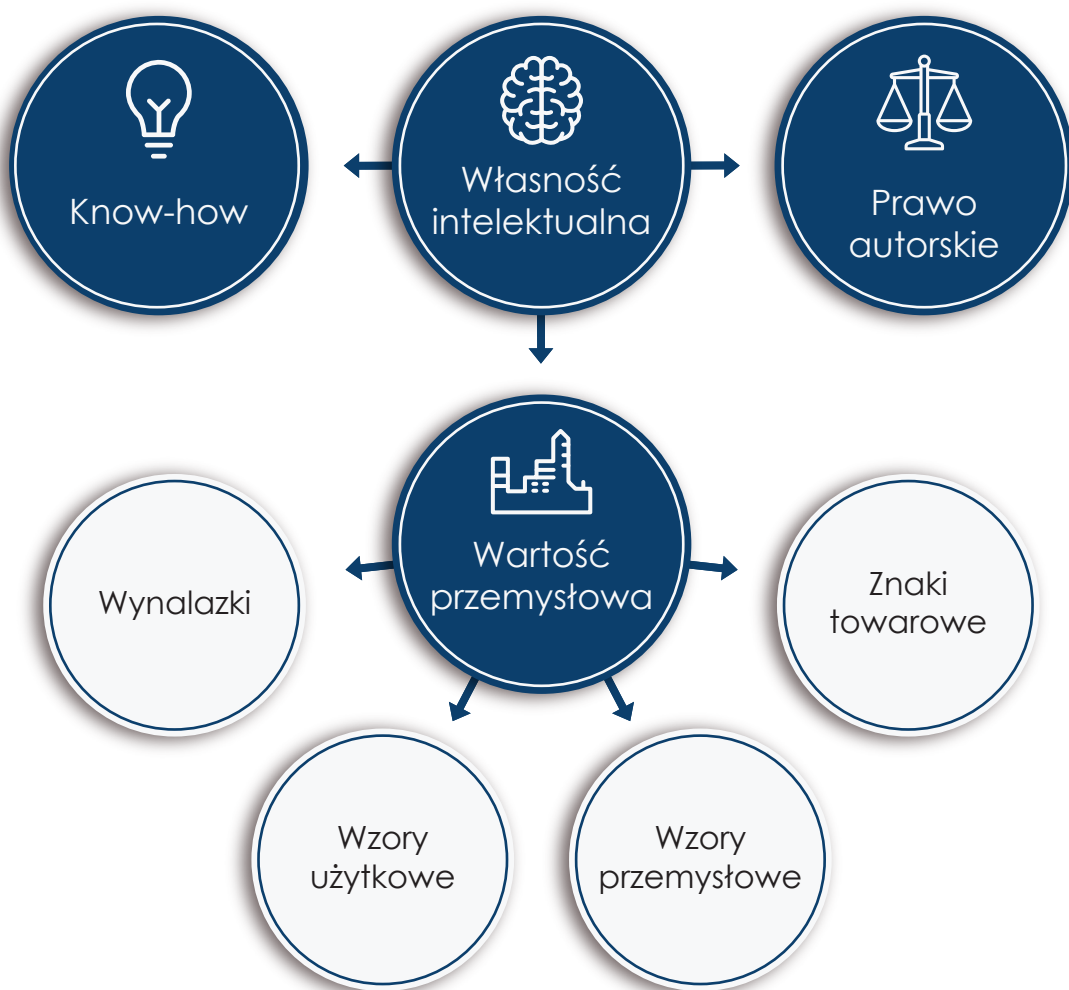 Know-how
Własność
intelektualna
Prawo
autorskie
Wartość
przemysłowa
Wynalazki
Znaki
towarowe
Wzory
użytkowe
Wzory
przemysłowe